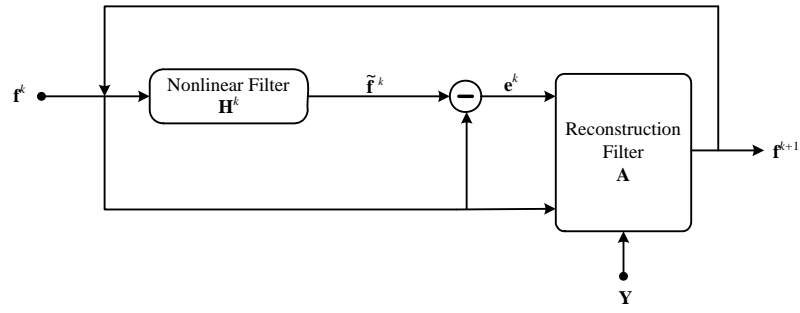 f^k
Nonlinear Filter
H^k
f̃^k
−
e^k
Reconstruction
Filter
A
f^{k+1}
Y